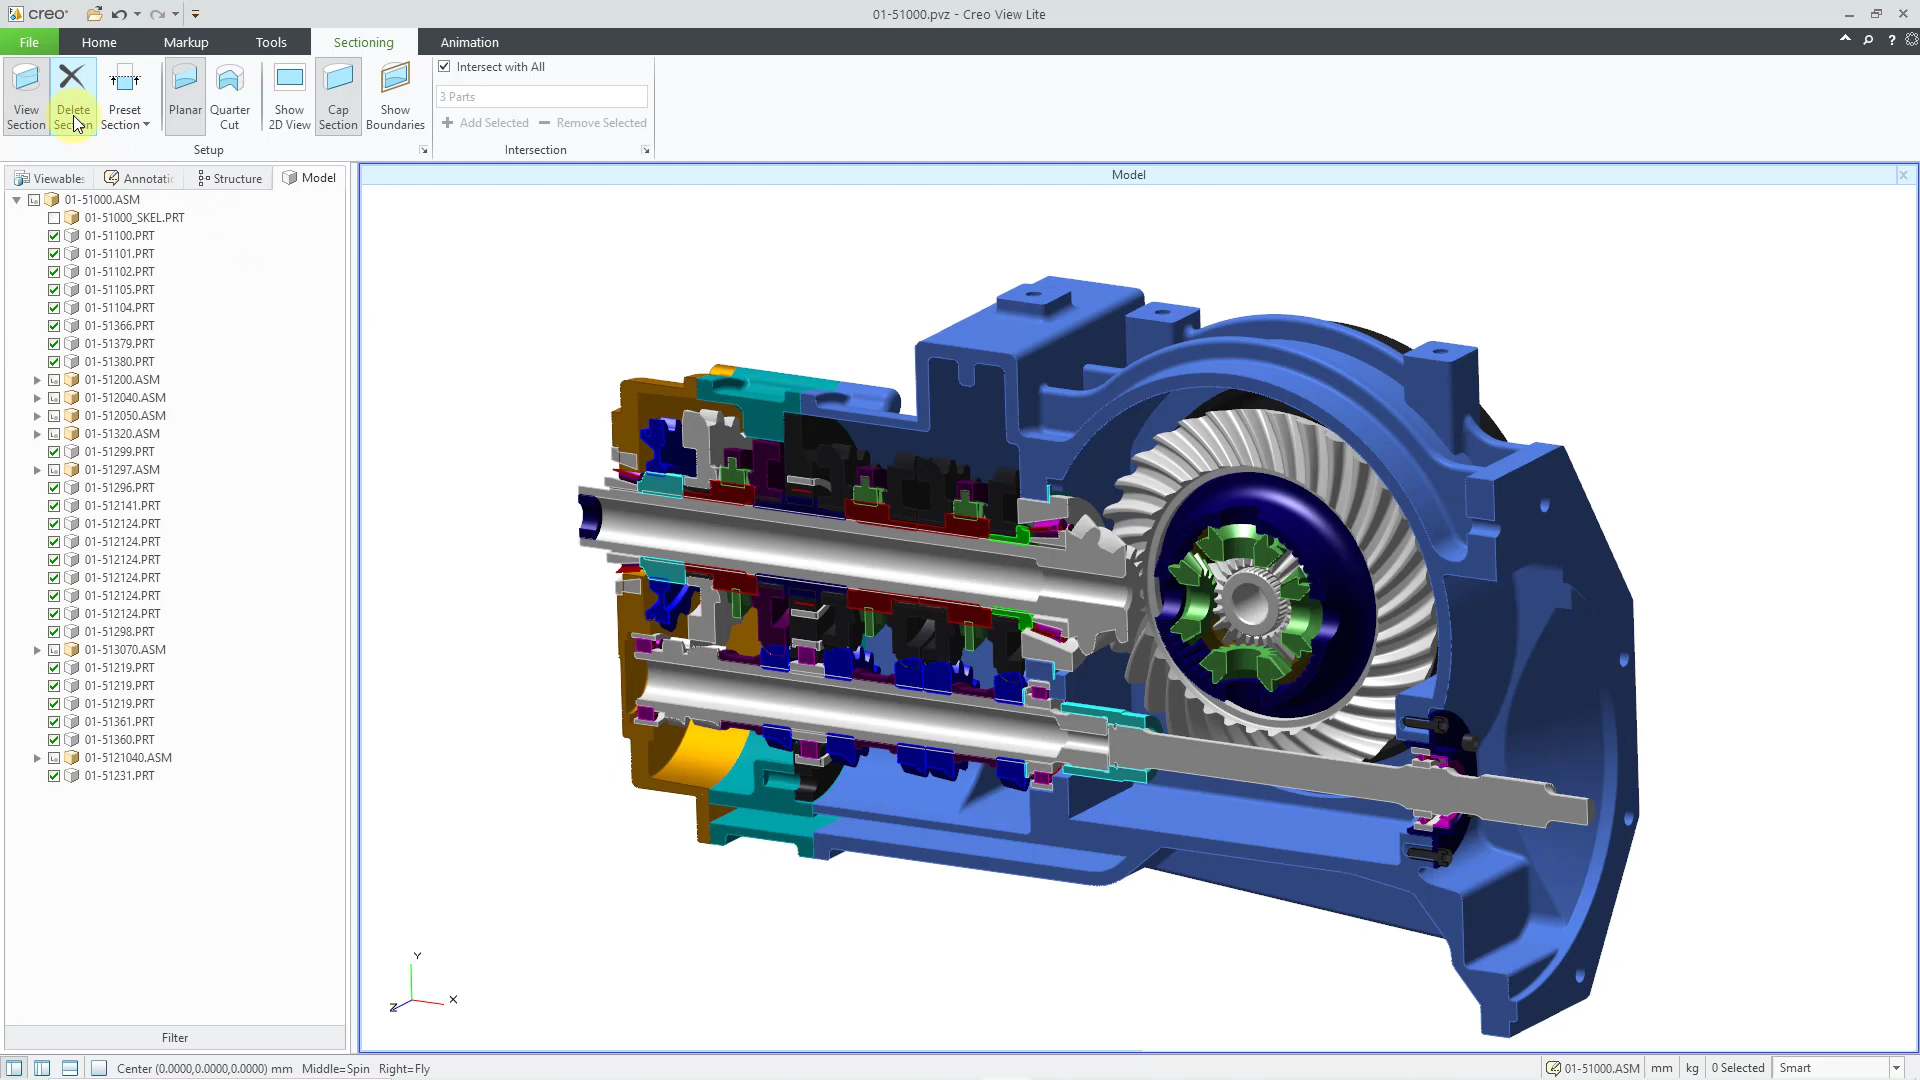 creo
01-51000.pvz - Creo View Lite
File
Home
Markup
Tools
Sectioning
Animation
View
Section
Delete
Section
Preset
Section
Planar
Quarter
Cut
Show
2D View
Cap
Section
Show
Boundaries
Setup
Intersect with All
3 Parts
Add Selected
Remove Selected
Intersection
Viewables
Annotati
Structure
Model
Model
01-51000.ASM
01-51000_SKEL.PRT
01-51100.PRT
01-51101.PRT
01-51102.PRT
01-51105.PRT
01-51104.PRT
01-51366.PRT
01-51379.PRT
01-51380.PRT
01-51200.ASM
01-512040.ASM
01-512050.ASM
01-51320.ASM
01-51299.PRT
01-51297.ASM
01-51296.PRT
01-512141.PRT
01-512124.PRT
01-512124.PRT
01-512124.PRT
01-512124.PRT
01-512124.PRT
01-512124.PRT
01-51298.PRT
01-513070.ASM
01-51219.PRT
01-51219.PRT
01-51219.PRT
01-51361.PRT
01-51360.PRT
01-5121040.ASM
01-51231.PRT
Y
X
Z
Filter
Center (0.0000,0.0000,0.0000) mm Middle=Spin Right=Fly
01-51000.ASM
mm
kg
0 Selected
Smart